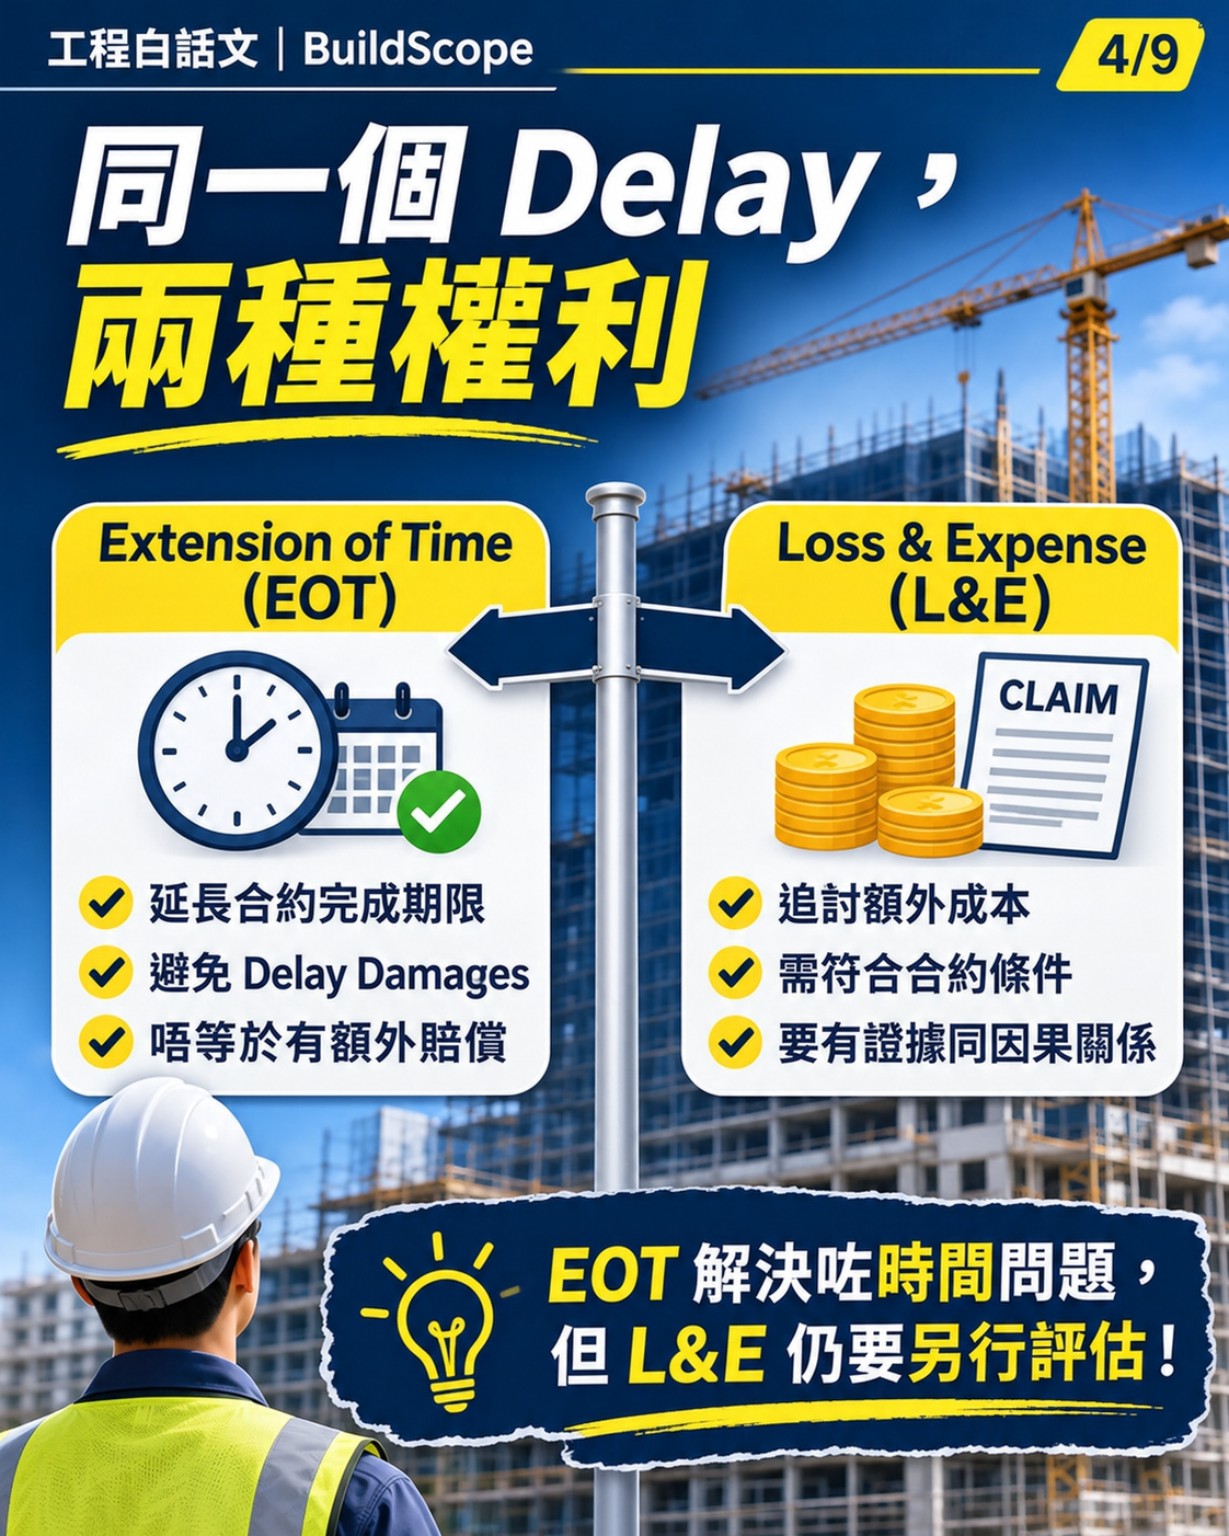 工程白話文 | BuildScope
4/9
同一個 Delay，
兩種權利
Extension of Time
(EOT)
延長合約完成期限
避免 Delay Damages
唔等於有額外賠償
Loss & Expense
(L&E)
CLAIM
追討額外成本
需符合合約條件
要有證據同因果關係
EOT 解決咗時間問題，
但 L&E 仍要另行評估！